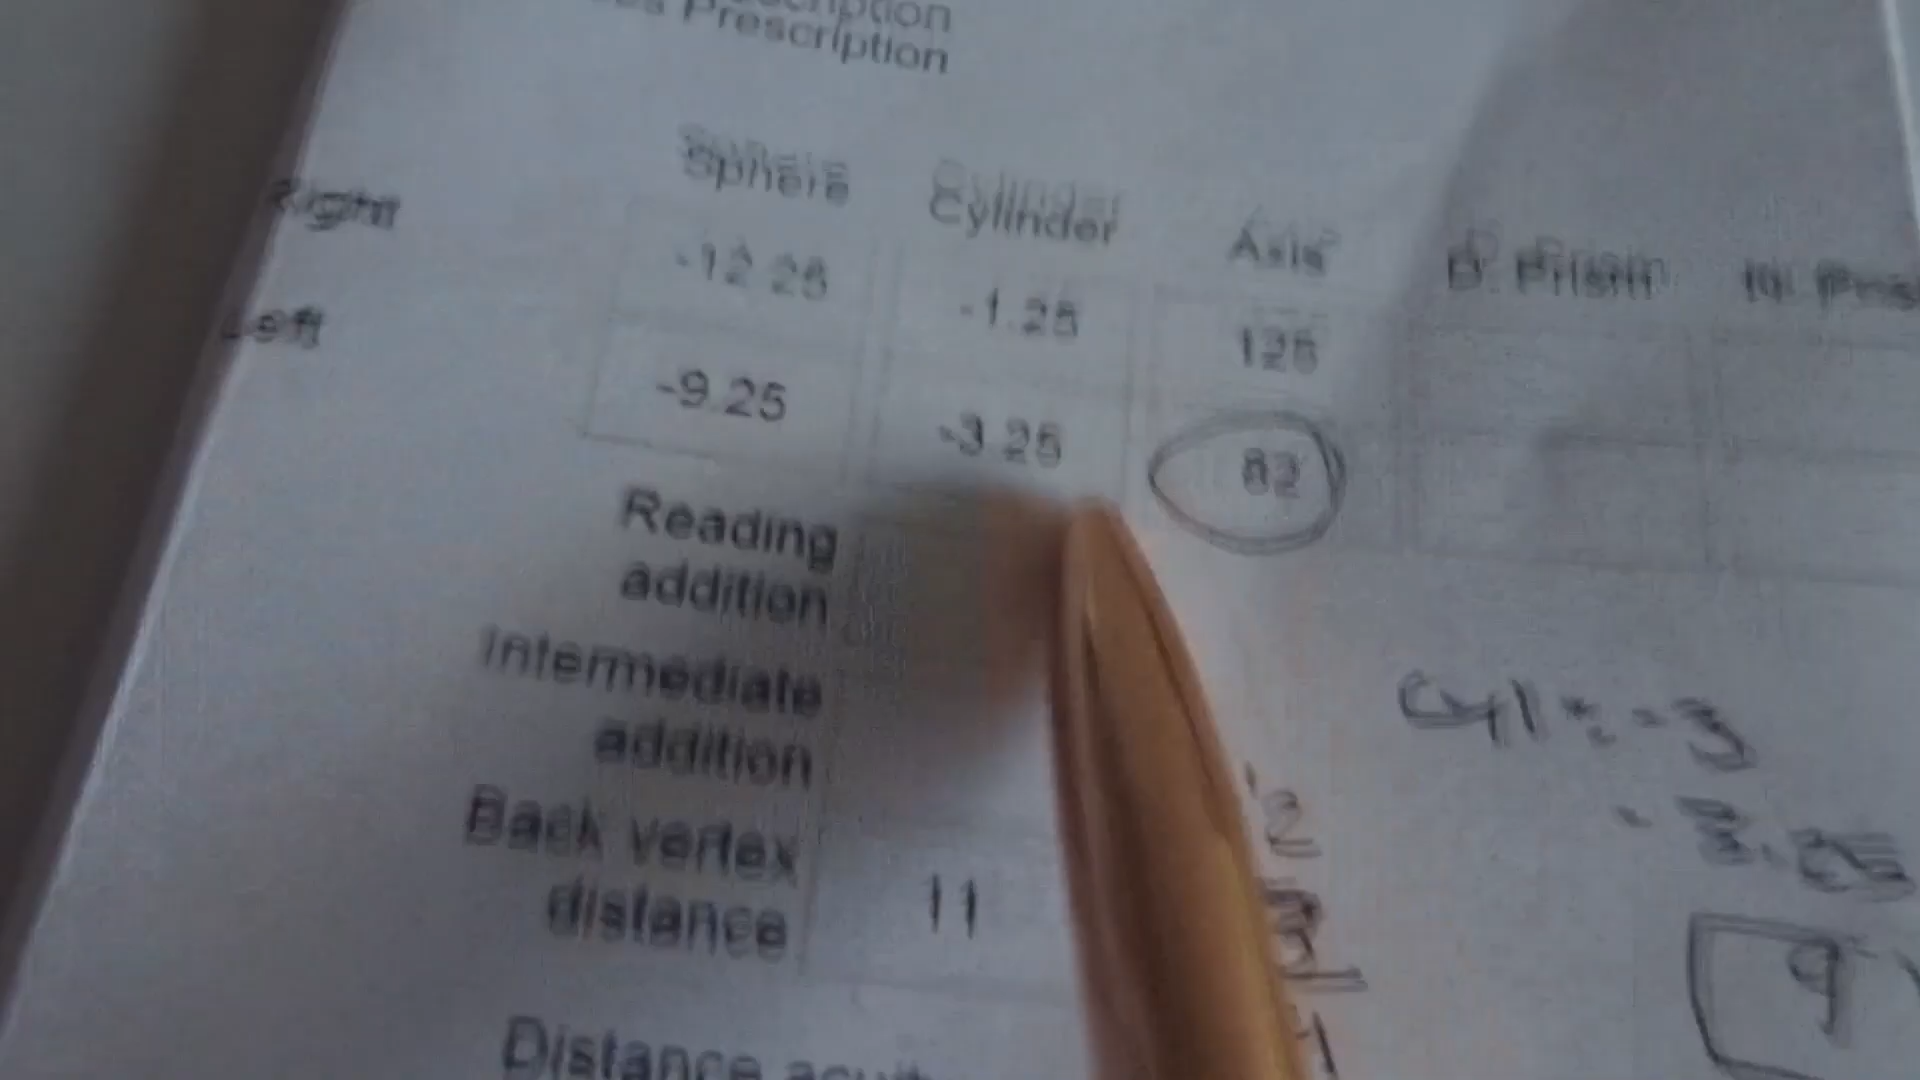 Prescription
Sphere Cylinder Axis D. Prism
Right -12.25 -1.25 125
Left -9.25 -3.25 82
Reading
addition
Intermediate
addition
Back vertex
distance 11
Distance
Cyl = -3
-3.25
9